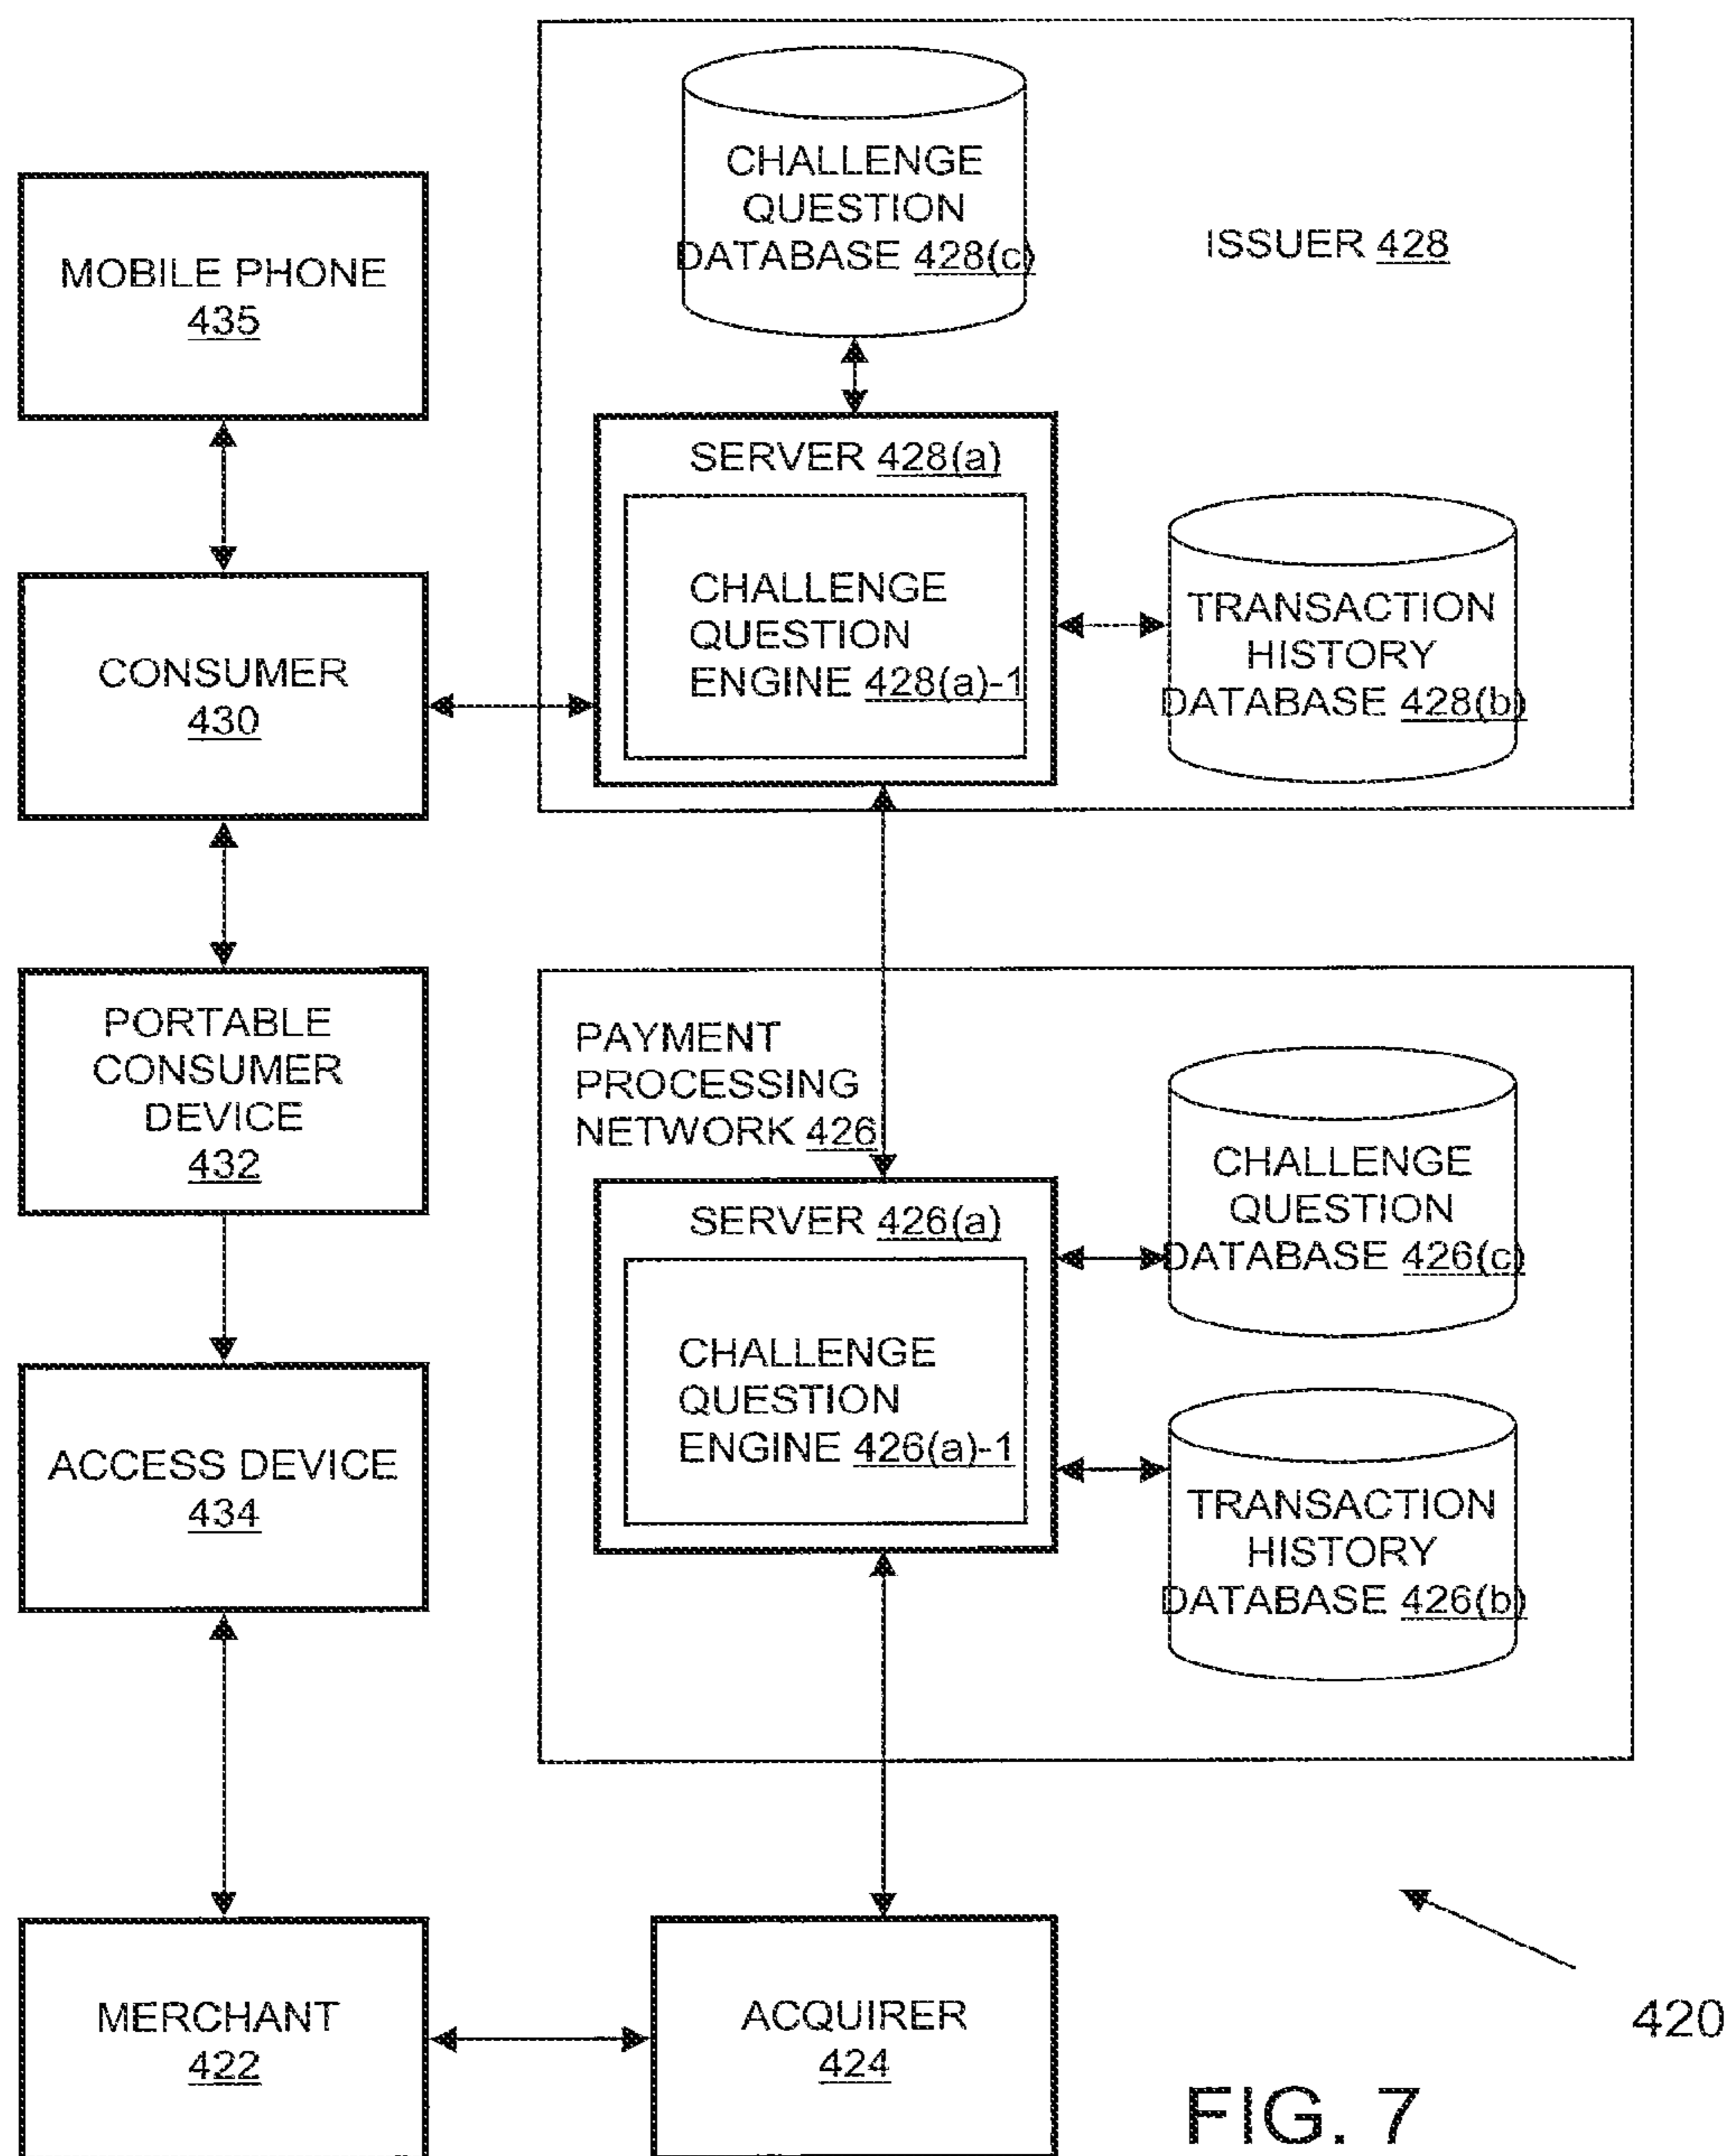 CHALLENGE
QUESTION
DATABASE 428(c)
ISSUER 428
MOBILE PHONE
435
SERVER 428(a)
CHALLENGE
QUESTION
ENGINE 428(a)-1
TRANSACTION
HISTORY
DATABASE 428(b)
CONSUMER
430
PORTABLE
CONSUMER
DEVICE
432
PAYMENT
PROCESSING
NETWORK 426
CHALLENGE
QUESTION
DATABASE 426(c)
SERVER 426(a)
CHALLENGE
QUESTION
ENGINE 426(a)-1
ACCESS DEVICE
434
TRANSACTION
HISTORY
DATABASE 426(b)
MERCHANT
422
ACQUIRER
424
420
FIG. 7